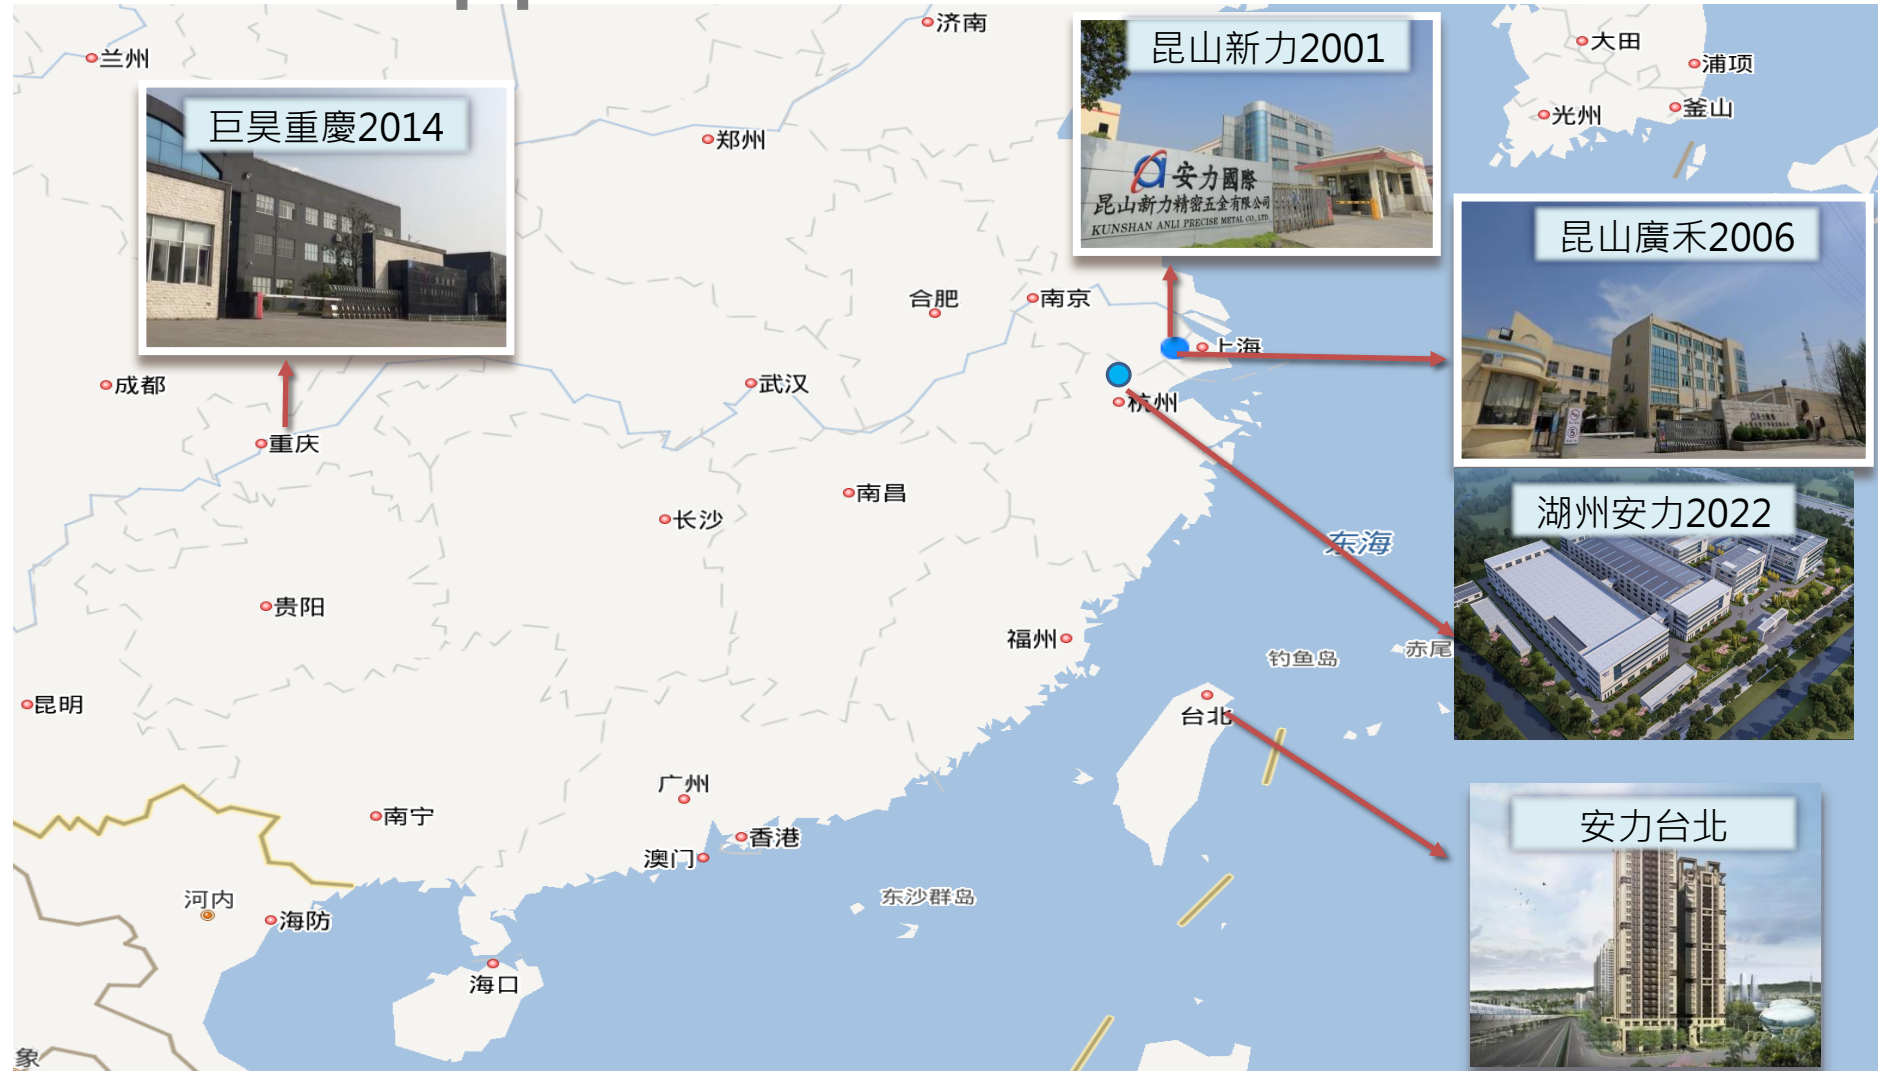 济南
兰州
昆山新力2001
大田
浦项
巨昊重慶2014
郑州
光州
釜山
安力國際
昆山新力精密五金有限公司
KUNSHAN ANLI PRECISE METAL CO., LTD.
昆山廣禾2006
合肥
南京
上海
成都
武汉
杭州
重庆
南昌
湖州安力2022
长沙
东海
贵阳
福州
钓鱼岛
赤尾
昆明
台北
广州
南宁
香港
安力台北
澳门
河内
东沙群岛
海防
海口
象